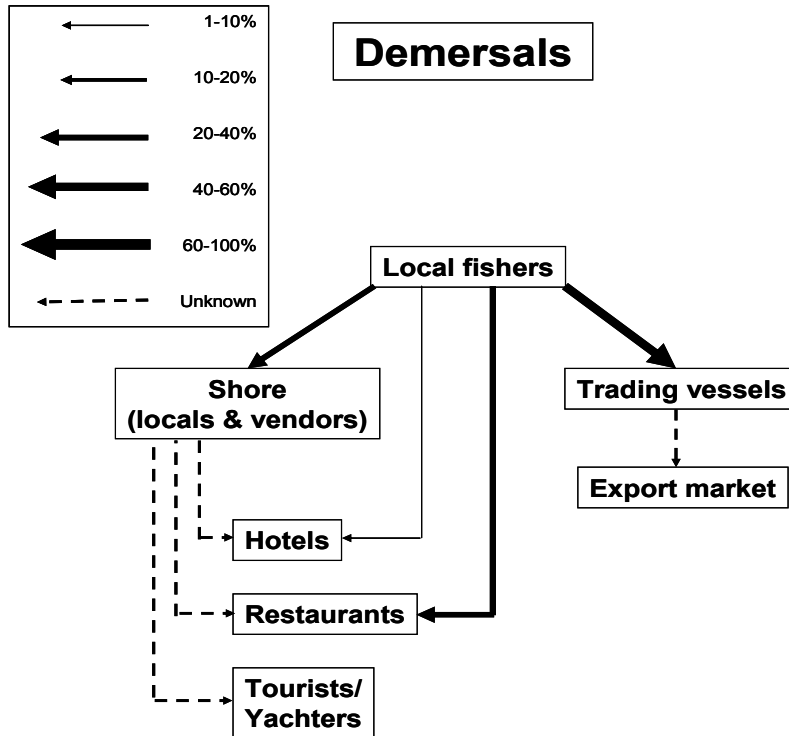 1-10%
10-20%
20-40%
40-60%
60-100%
Unknown
Demersals
Local fishers
Shore
(locals & vendors)
Trading vessels
Export market
Hotels
Restaurants
Tourists/
Yachters